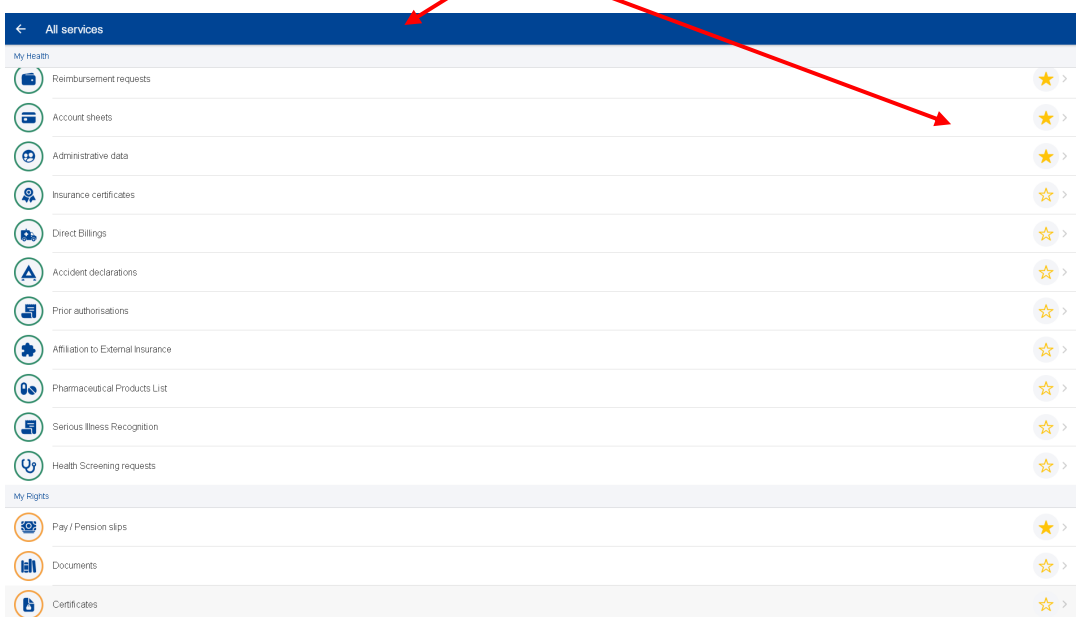 All services
My Health
Reimbursement requests
Account sheets
Administrative data
Insurance certificates
Direct Billings
Accident declarations
Prior authorisations
Affiliation to External Insurance
Pharmaceutical Products List
Serious Illness Recognition
Health Screening requests
My Rights
Pay / Pension slips
Documents
Certificates